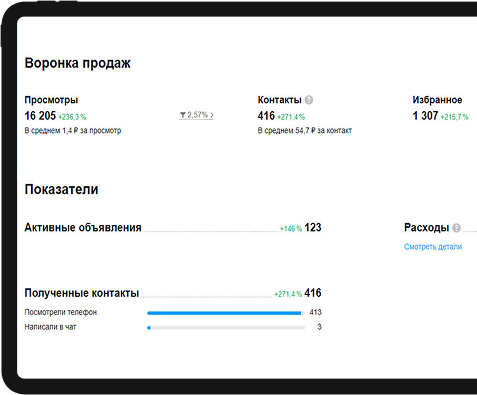 Воронка продаж
Просмотры
Контакты ?
Избранное
16 205 +236,3 %
2,57% >
416 +271,4 %
1 307 +215,7 %
В среднем 1,4 ₽ за просмотр
В среднем 54,7 ₽ за контакт
Показатели
Активные объявления +146 % 123
Расходы ?
Смотреть детали
Полученные контакты +271,4 % 416
Посмотрели телефон 413
Написали в чат 3